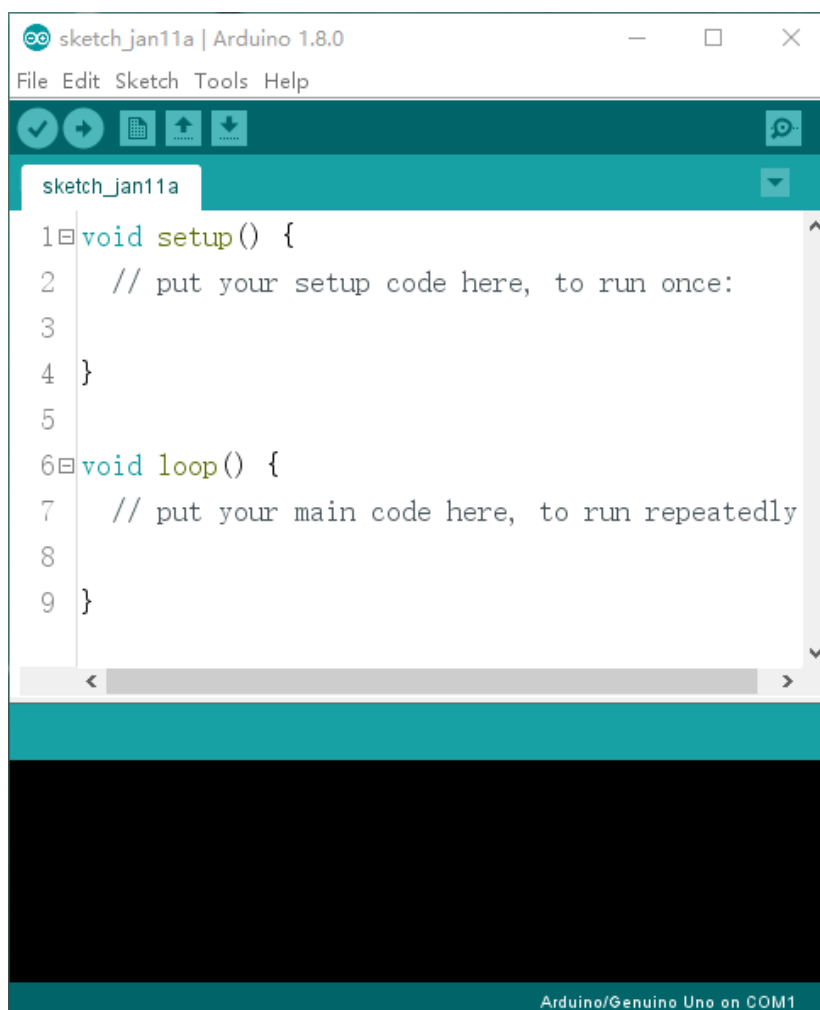 sketch_jan11a | Arduino 1.8.0
File Edit Sketch Tools Help
sketch_jan11a
1 void setup() {
2   // put your setup code here, to run once:
3
4 }
5
6 void loop() {
7   // put your main code here, to run repeatedly
8
9 }
Arduino/Genuino Uno on COM1